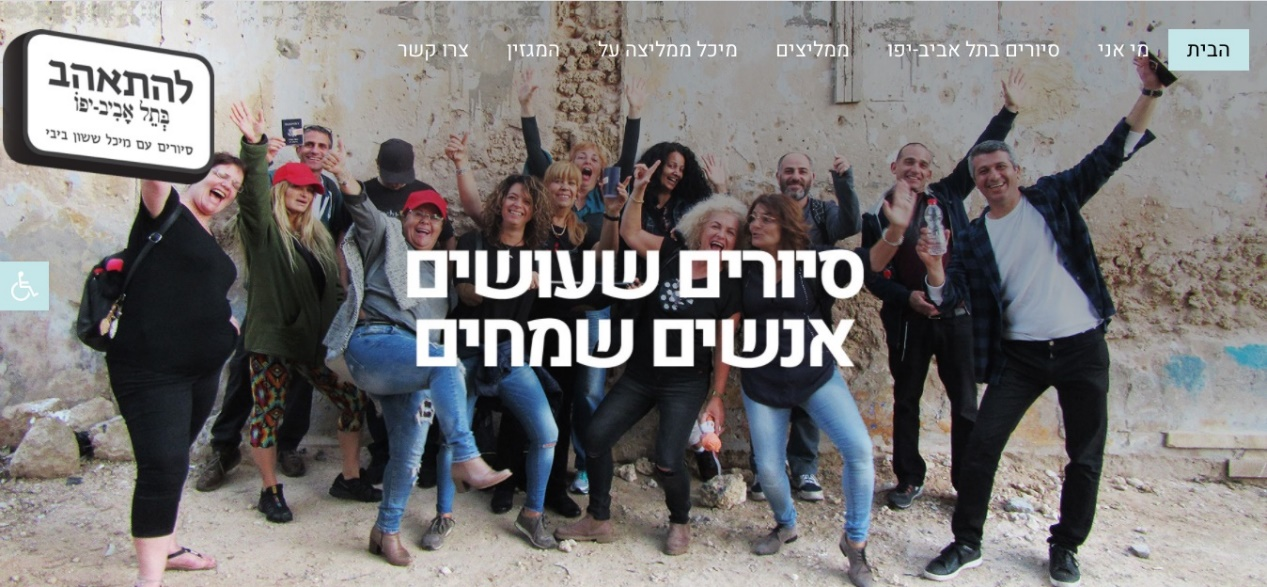 הבית
מי אני
סיורים בתל אביב-יפו
ממליצים
מיכל ממליצה על
המגזין
צרו קשר
להתאהב
בְּתֵל אָבִיב-יפוֹ
סיורים עם מיכל ששון ביבי
סיורים שעושים
אנשים שמחים